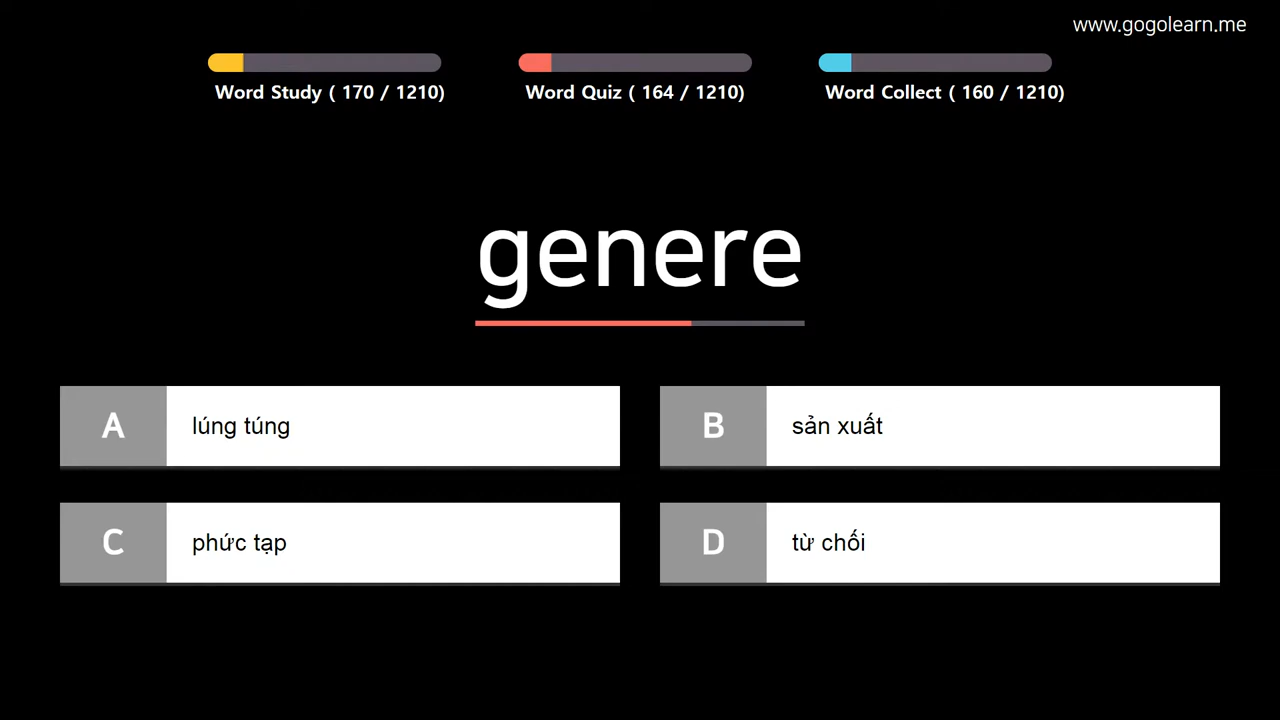 www.gogolearn.me
Word Study ( 170 / 1210)
Word Quiz ( 164 / 1210)
Word Collect ( 160 / 1210)
genere
A lúng túng
B sản xuất
C phức tạp
D từ chối